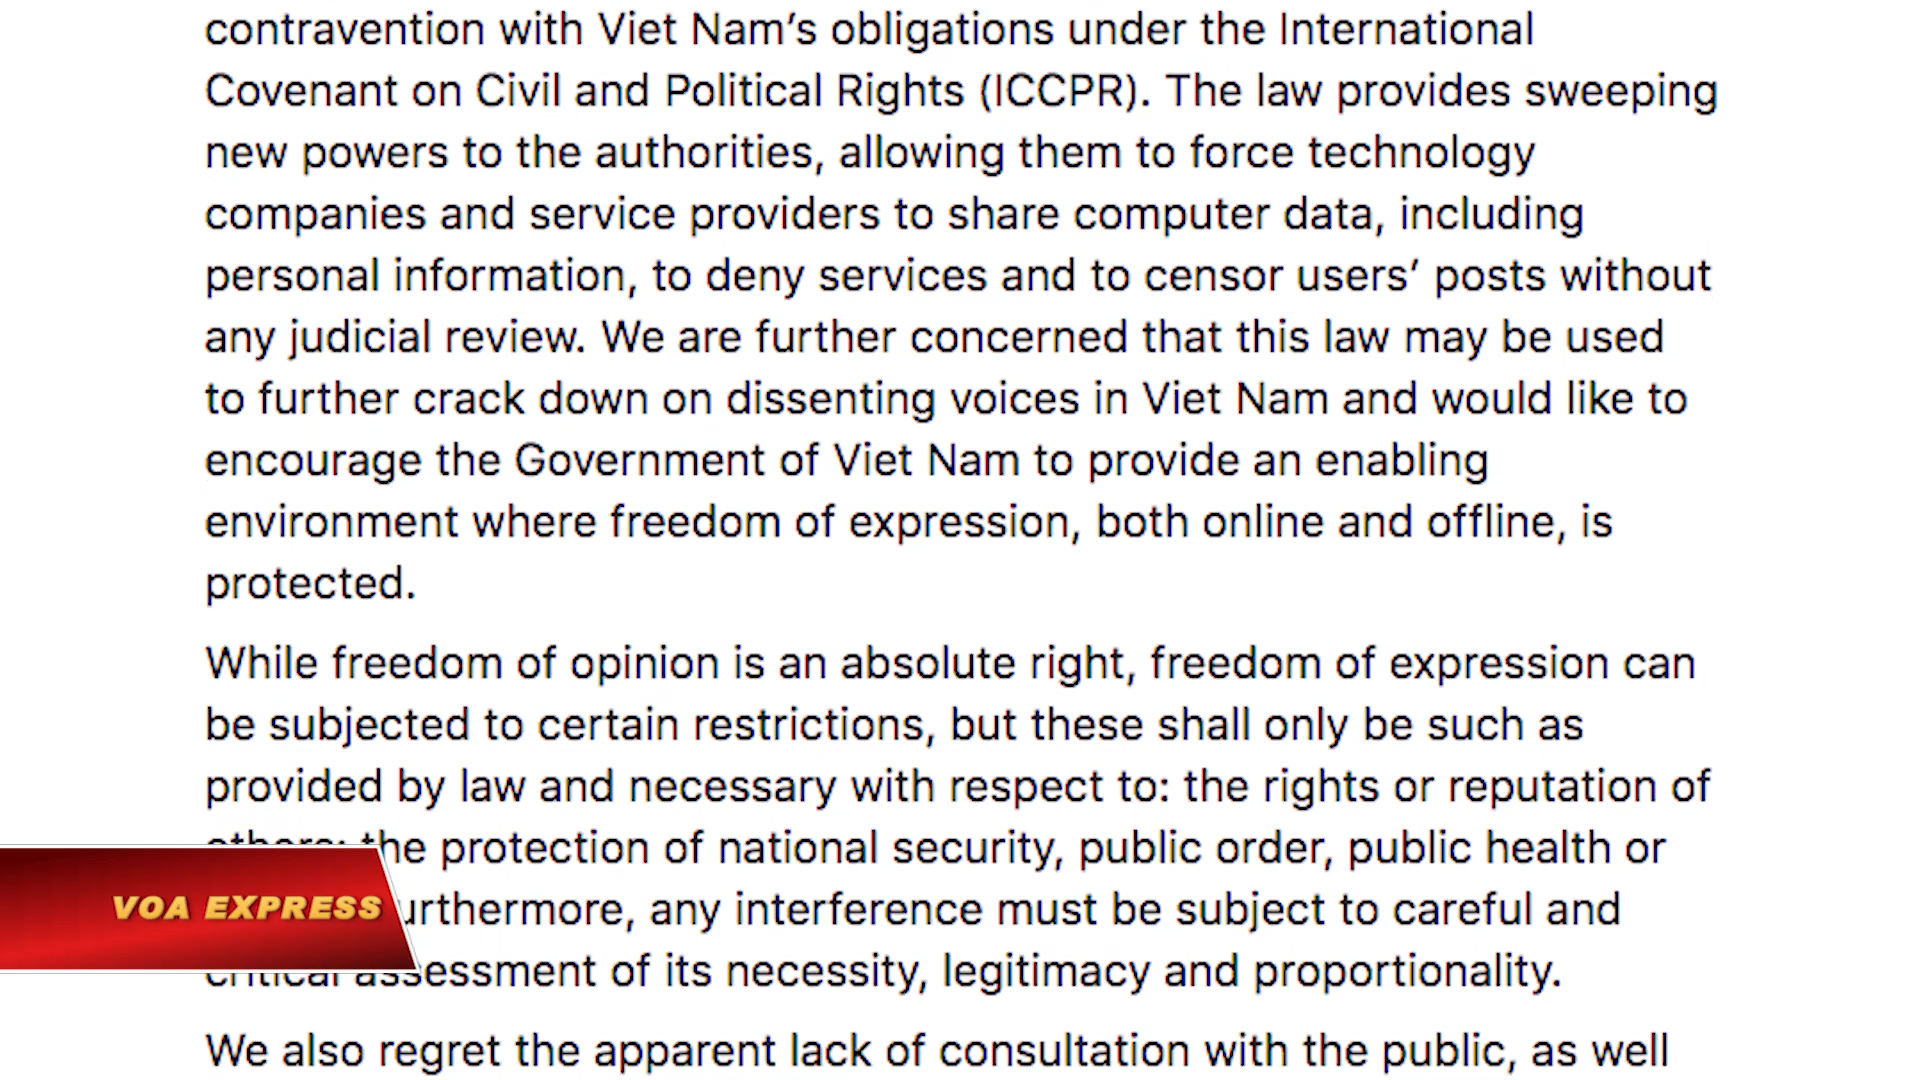 contravention with Viet Nam’s obligations under the International
Covenant on Civil and Political Rights (ICCPR). The law provides sweeping
new powers to the authorities, allowing them to force technology
companies and service providers to share computer data, including
personal information, to deny services and to censor users’ posts without
any judicial review. We are further concerned that this law may be used
to further crack down on dissenting voices in Viet Nam and would like to
encourage the Government of Viet Nam to provide an enabling
environment where freedom of expression, both online and offline, is
protected.
While freedom of opinion is an absolute right, freedom of expression can
be subjected to certain restrictions, but these shall only be such as
provided by law and necessary with respect to: the rights or reputation of
others; the protection of national security, public order, public health or
VOA EXPRESS
urthermore, any interference must be subject to careful and
critical assessment of its necessity, legitimacy and proportionality.
We also regret the apparent lack of consultation with the public, as well